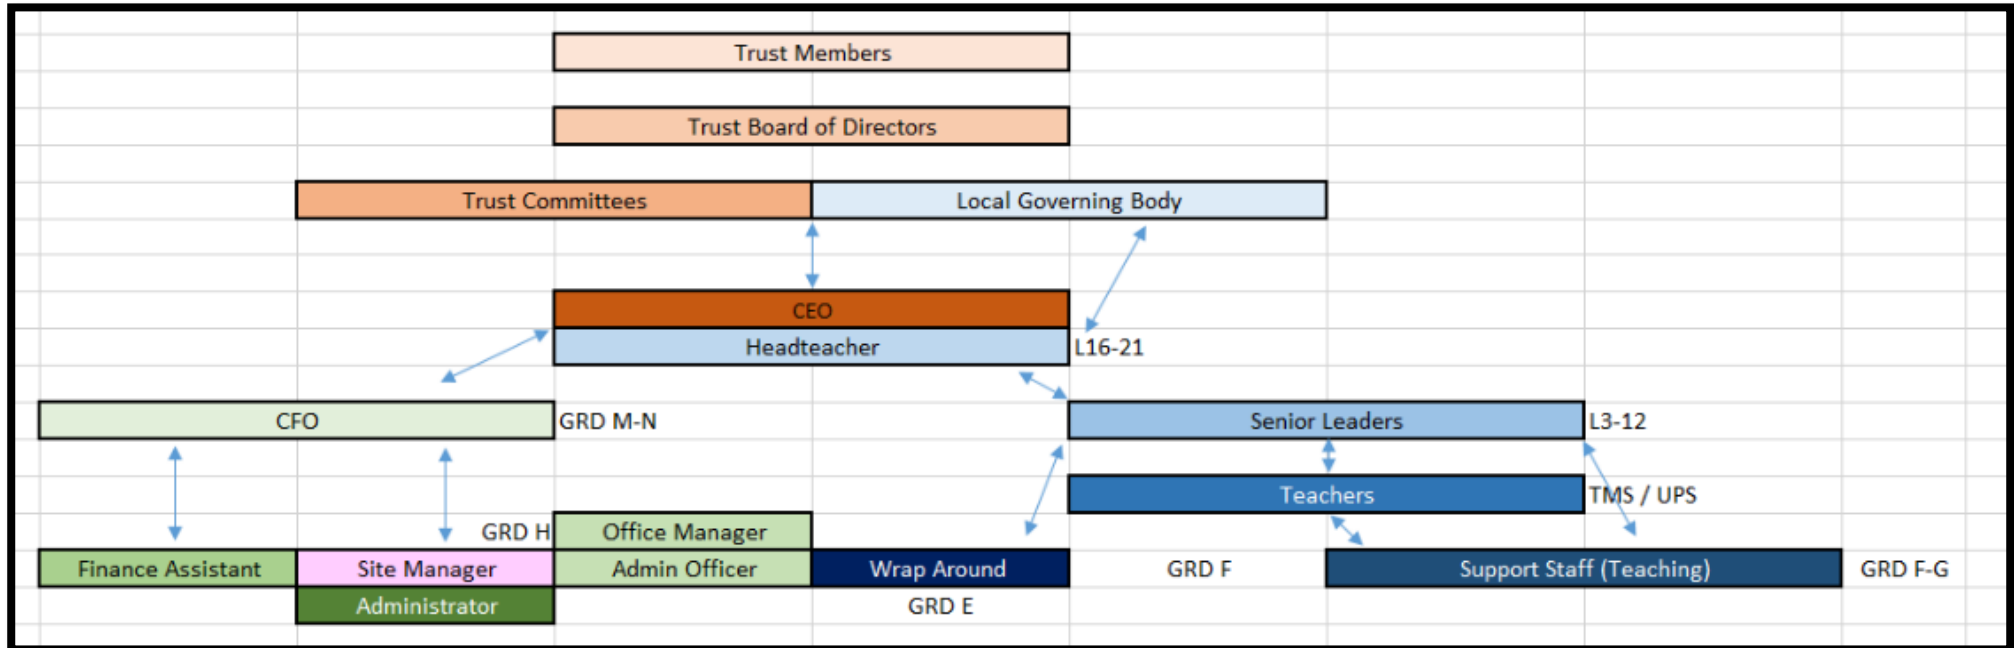 Trust Members
Trust Board of Directors
Trust Committees Local Governing Body
CEO
Headteacher L16-21
CFO GRD M-N Senior Leaders L3-12
Teachers TMS / UPS
GRD H Office Manager
Finance Assistant Site Manager Admin Officer Wrap Around GRD F Support Staff (Teaching) GRD F-G
Administrator GRD E